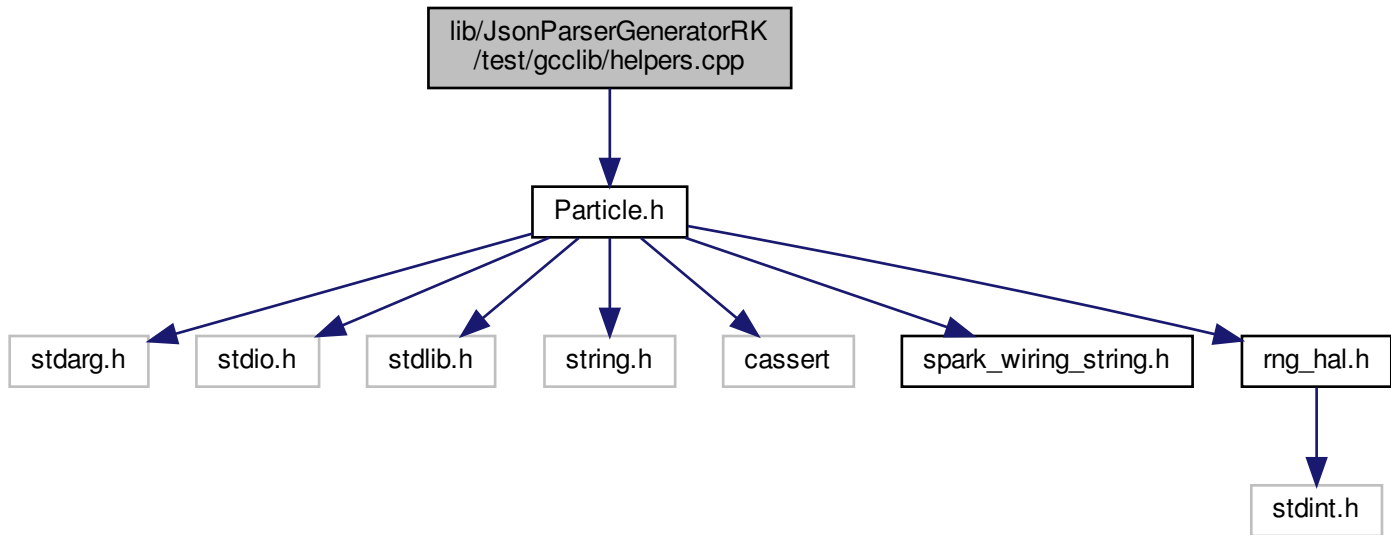 lib/JsonParserGeneratorRK
/test/gcclib/helpers.cpp
Particle.h
stdarg.h
stdio.h
stdlib.h
string.h
cassert
spark_wiring_string.h
rng_hal.h
stdint.h